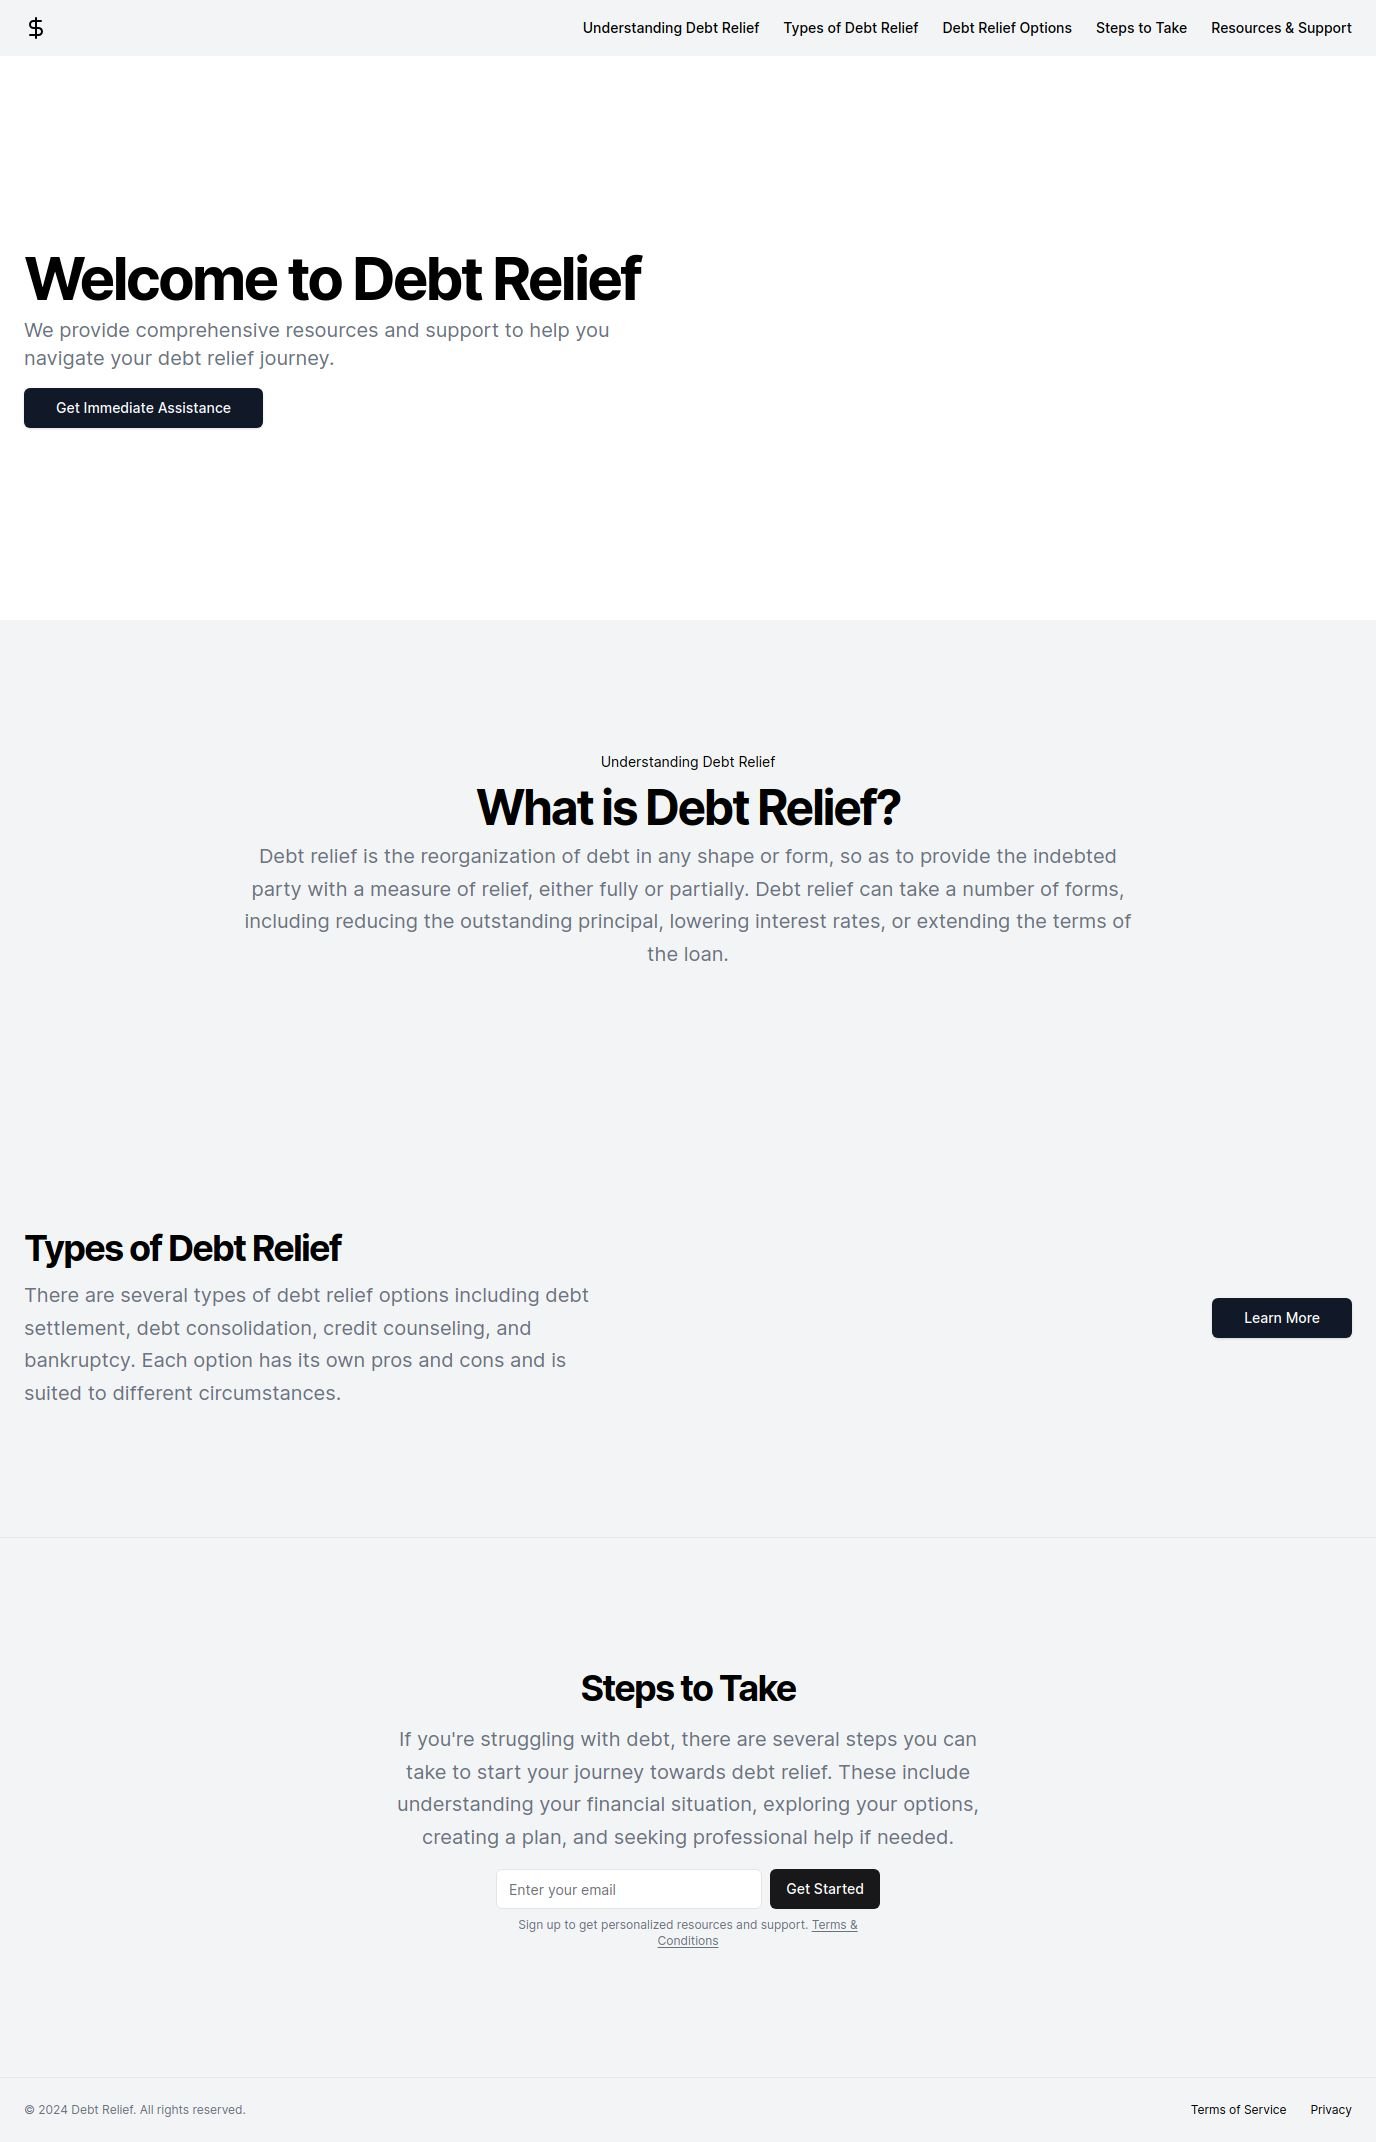 $
Understanding Debt Relief
Types of Debt Relief
Debt Relief Options
Steps to Take
Resources & Support
Welcome to Debt Relief
We provide comprehensive resources and support to help you
navigate your debt relief journey.
Get Immediate Assistance
Understanding Debt Relief
What is Debt Relief?
Debt relief is the reorganization of debt in any shape or form, so as to provide the indebted
party with a measure of relief, either fully or partially. Debt relief can take a number of forms,
including reducing the outstanding principal, lowering interest rates, or extending the terms of
the loan.
Types of Debt Relief
There are several types of debt relief options including debt
settlement, debt consolidation, credit counseling, and
bankruptcy. Each option has its own pros and cons and is
suited to different circumstances.
Learn More
Steps to Take
If you're struggling with debt, there are several steps you can
take to start your journey towards debt relief. These include
understanding your financial situation, exploring your options,
creating a plan, and seeking professional help if needed.
Enter your email
Get Started
Sign up to get personalized resources and support. Terms &
Conditions
© 2024 Debt Relief. All rights reserved.
Terms of Service
Privacy